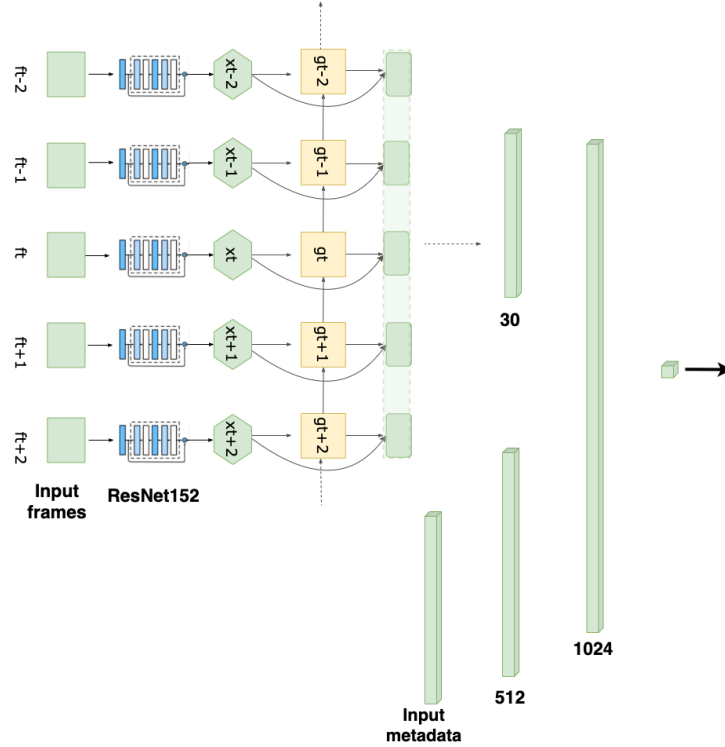 ft-2
xt-2
gt-2
ft-1
xt-1
gt-1
ft
xt
gt
ft+1
xt+1
gt+1
ft+2
xt+2
gt+2
30
Input
frames
ResNet152
1024
512
Input
metadata